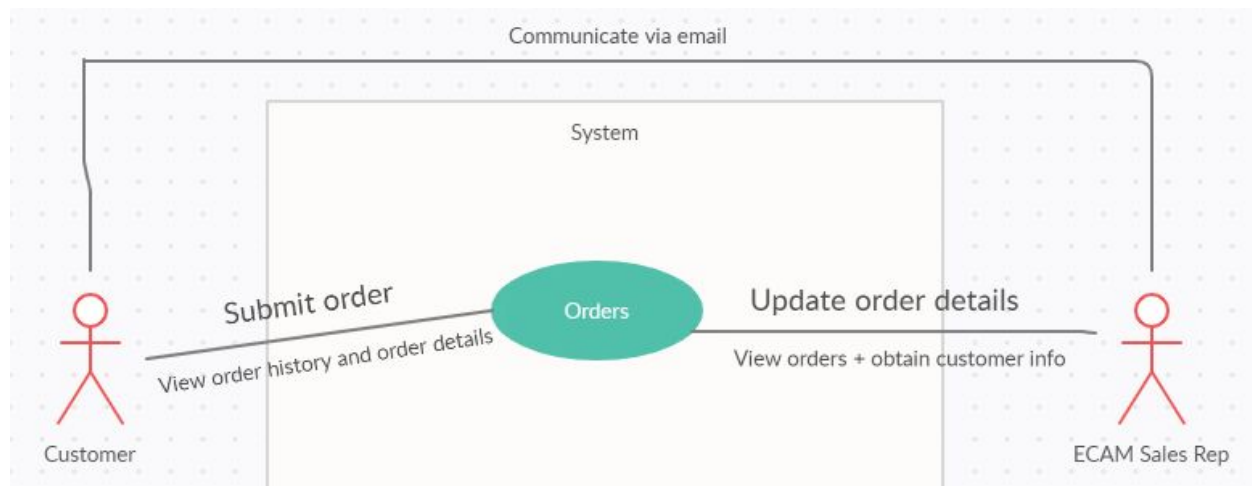 Communicate via email
System
Submit order
Orders
Update order details
View order history and order details
View orders + obtain customer info
Customer
ECAM Sales Rep